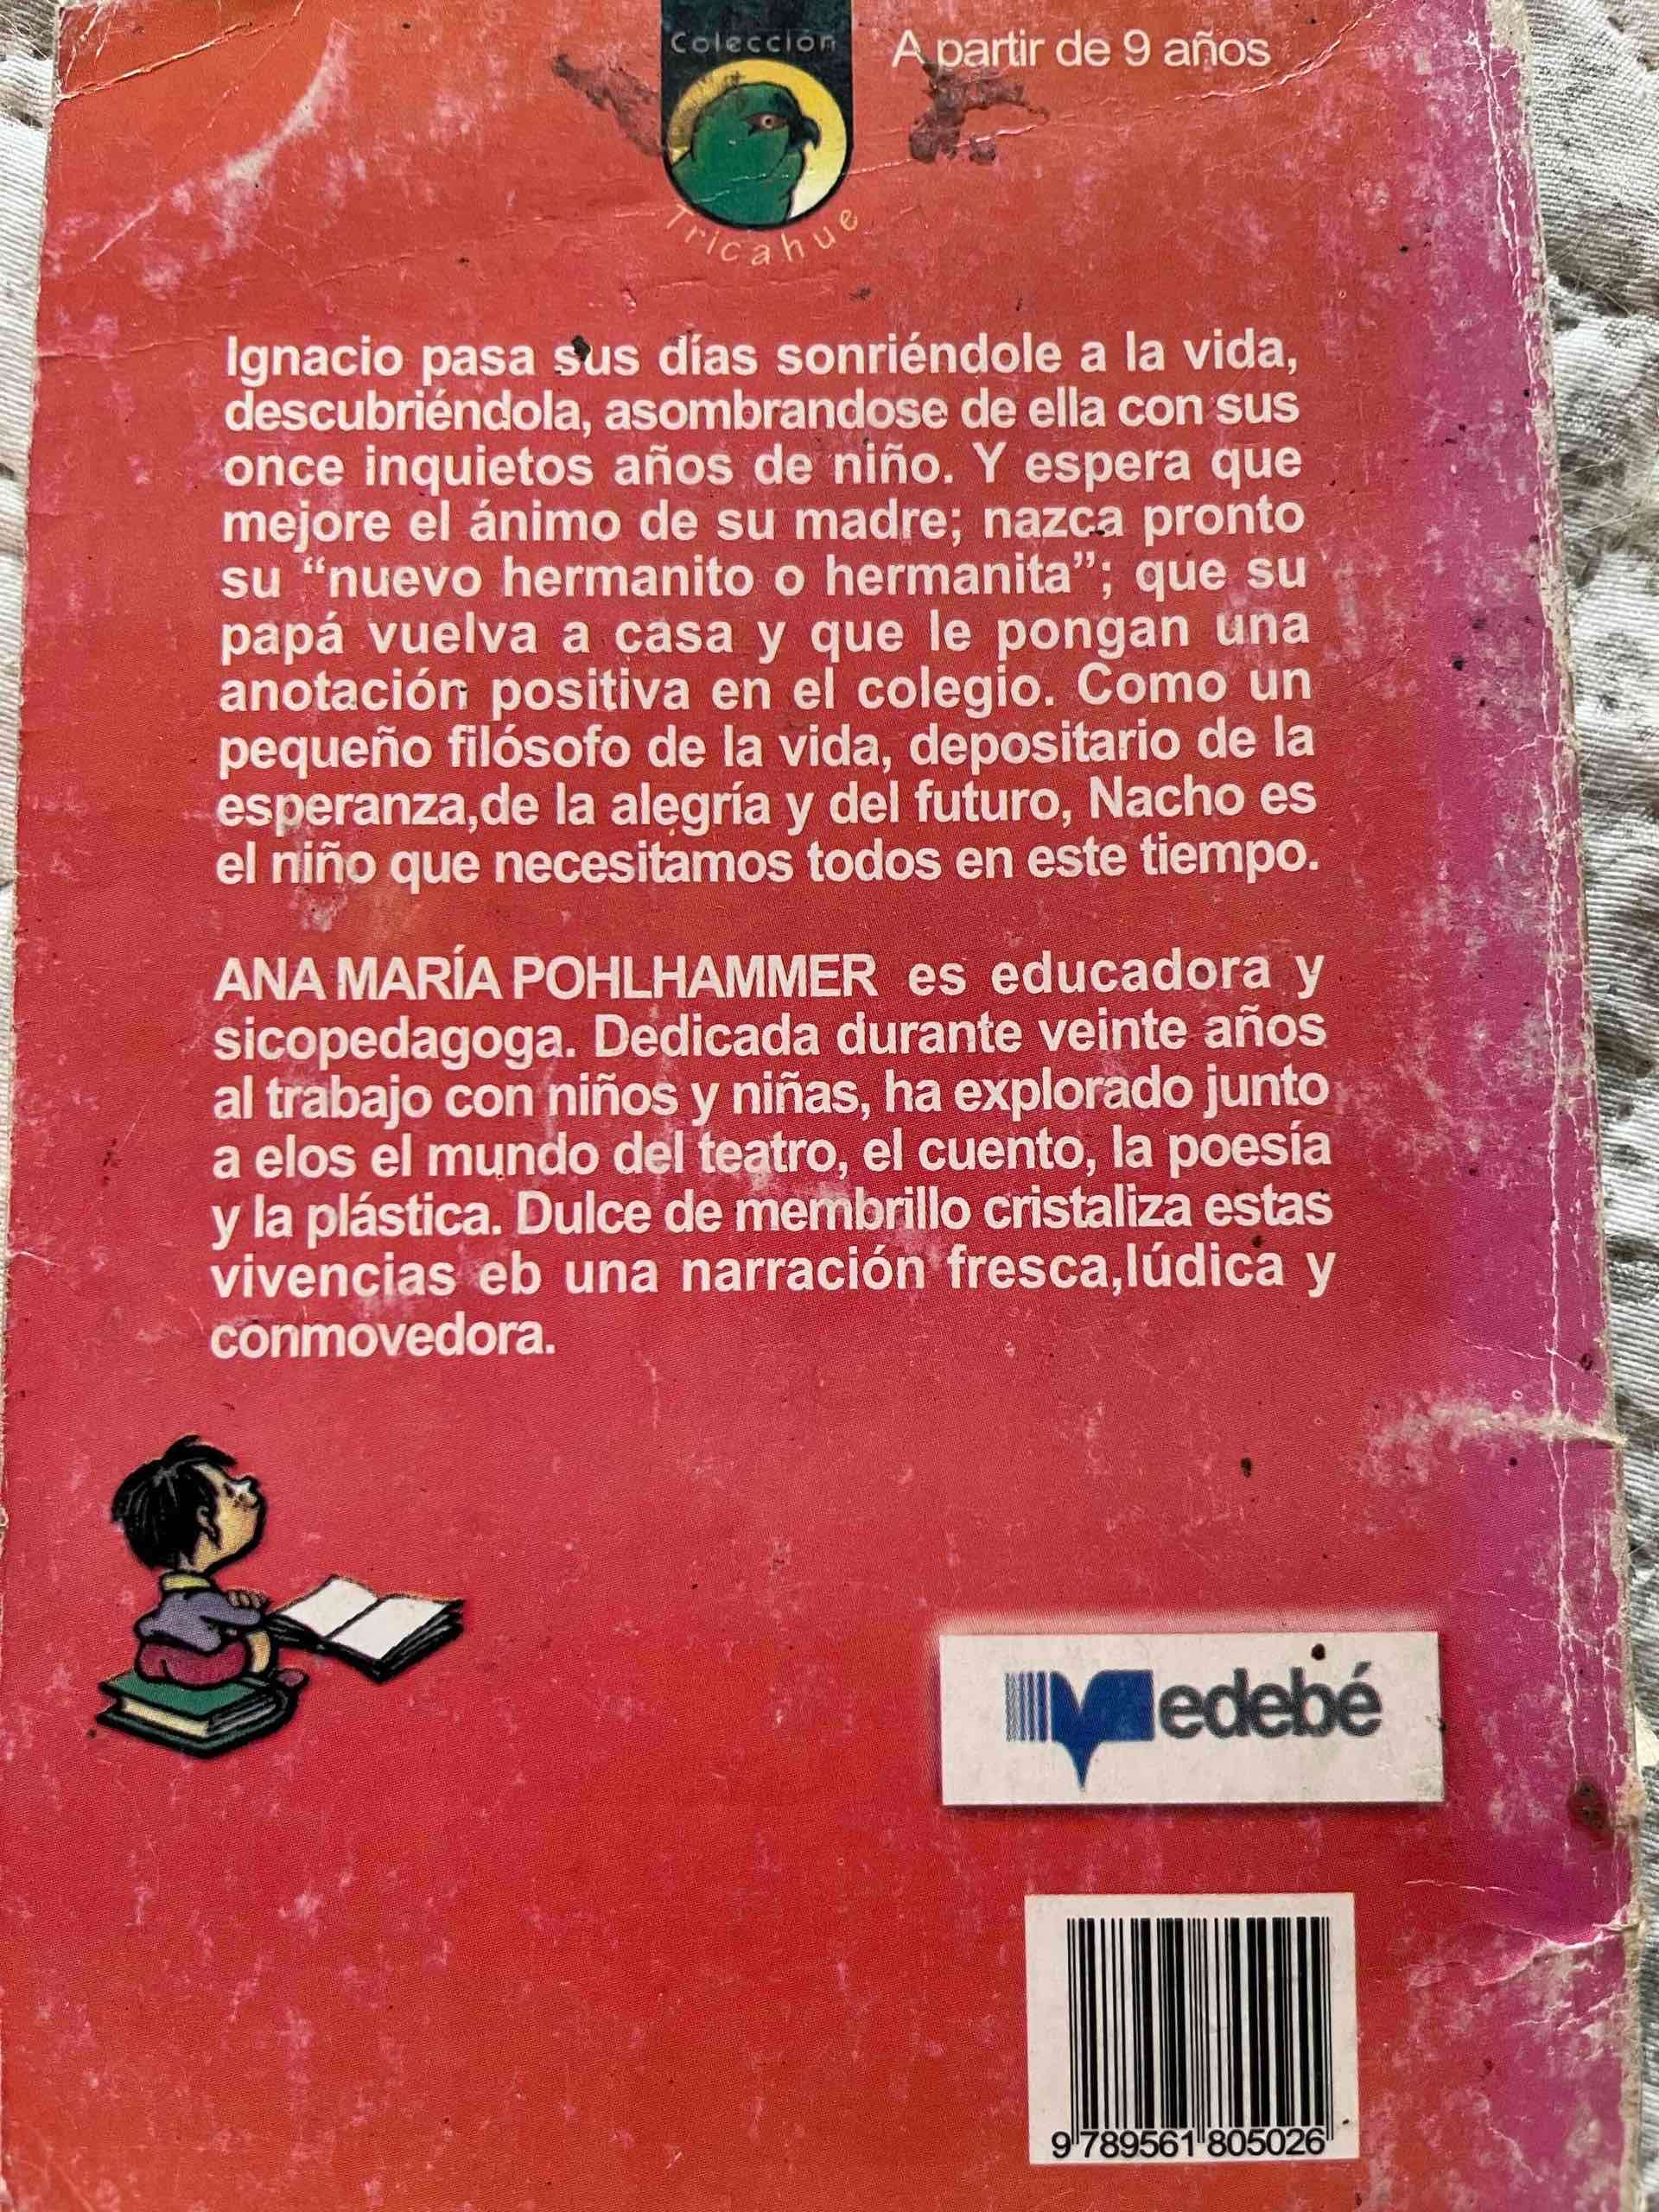 Colección
A partir de 9 años
Tricahue
Ignacio pasa sus días sonriéndole a la vida,
descubriéndola, asombrandose de ella con sus
once inquietos años de niño. Y espera que
mejore el ánimo de su madre; nazca pronto
su “nuevo hermanito o hermanita”; que su
papá vuelva a casa y que le pongan una
anotación positiva en el colegio. Como un
pequeño filósofo de la vida, depositario de la
esperanza,de la alegría y del futuro, Nacho es
el niño que necesitamos todos en este tiempo.
ANA MARÍA POHLHAMMER es educadora y
sicopedagoga. Dedicada durante veinte años
al trabajo con niños y niñas, ha explorado junto
a elos el mundo del teatro, el cuento, la poesía
y la plástica. Dulce de membrillo cristaliza estas
vivencias eb una narración fresca,lúdica y
conmovedora.
edebé
9 789561 805026